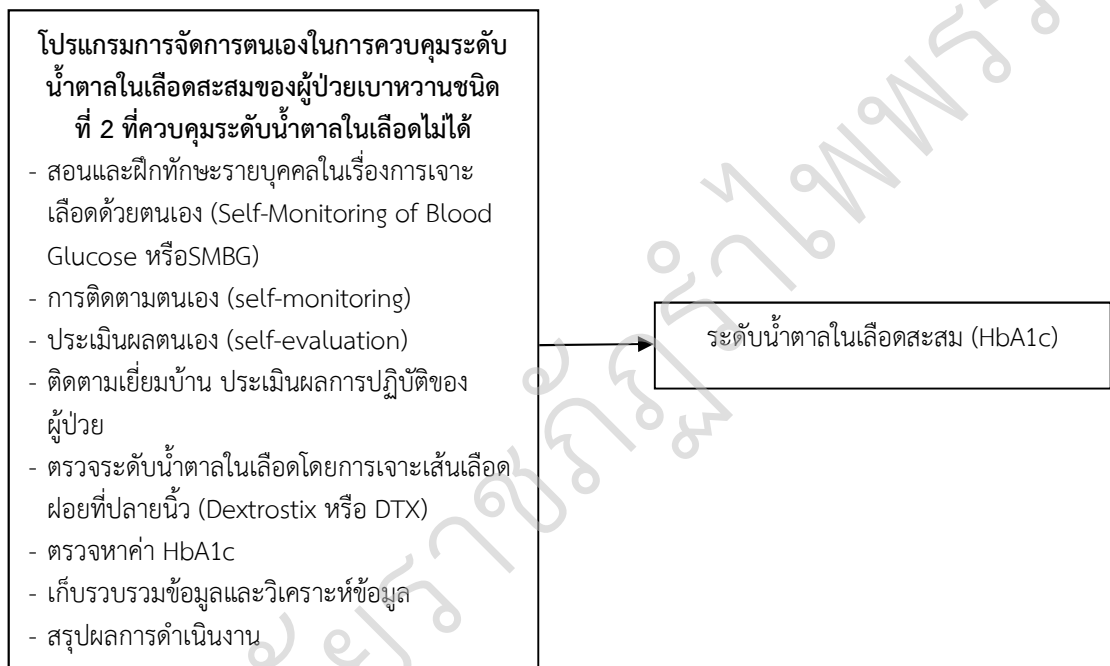 โปรแกรมการจัดการตนเองในการควบคุมระดับ
น้ำตาลในเลือดสะสมของผู้ป่วยเบาหวานชนิด
ที่ 2 ที่ควบคุมระดับน้ำตาลในเลือดไม่ได้
- สอนและฝึกทักษะรายบุคคลในเรื่องการเจาะ
เลือดด้วยตนเอง (Self-Monitoring of Blood
Glucose หรือSMBG)
- การติดตามตนเอง (self-monitoring)
- ประเมินผลตนเอง (self-evaluation)
- ติดตามเยี่ยมบ้าน ประเมินผลการปฏิบัติของ
ผู้ป่วย
- ตรวจระดับน้ำตาลในเลือดโดยการเจาะเส้นเลือด
ฝอยที่ปลายนิ้ว (Dextrostix หรือ DTX)
- ตรวจหาค่า HbA1c
- เก็บรวบรวมข้อมูลและวิเคราะห์ข้อมูล
- สรุปผลการดำเนินงาน
ระดับน้ำตาลในเลือดสะสม (HbA1c)